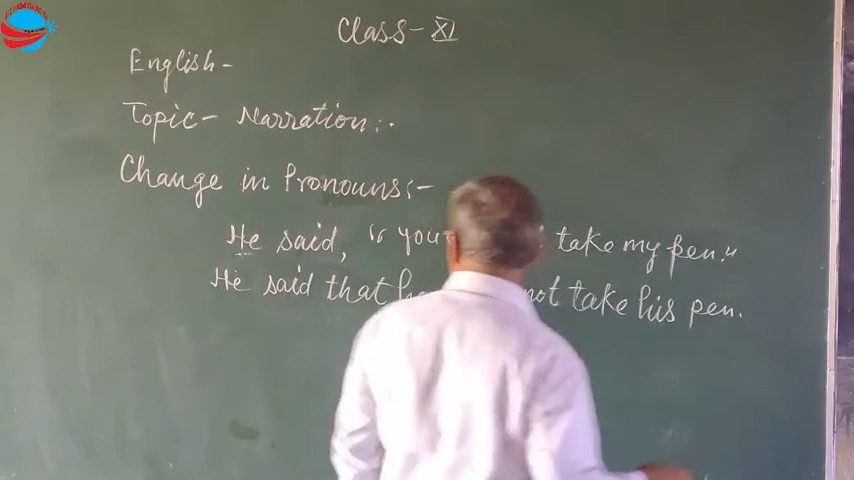 Class - XI
English -
Topic - Narration :-
Change in Pronouns :-
He said, " you take my pen."
He said that not take his pen.